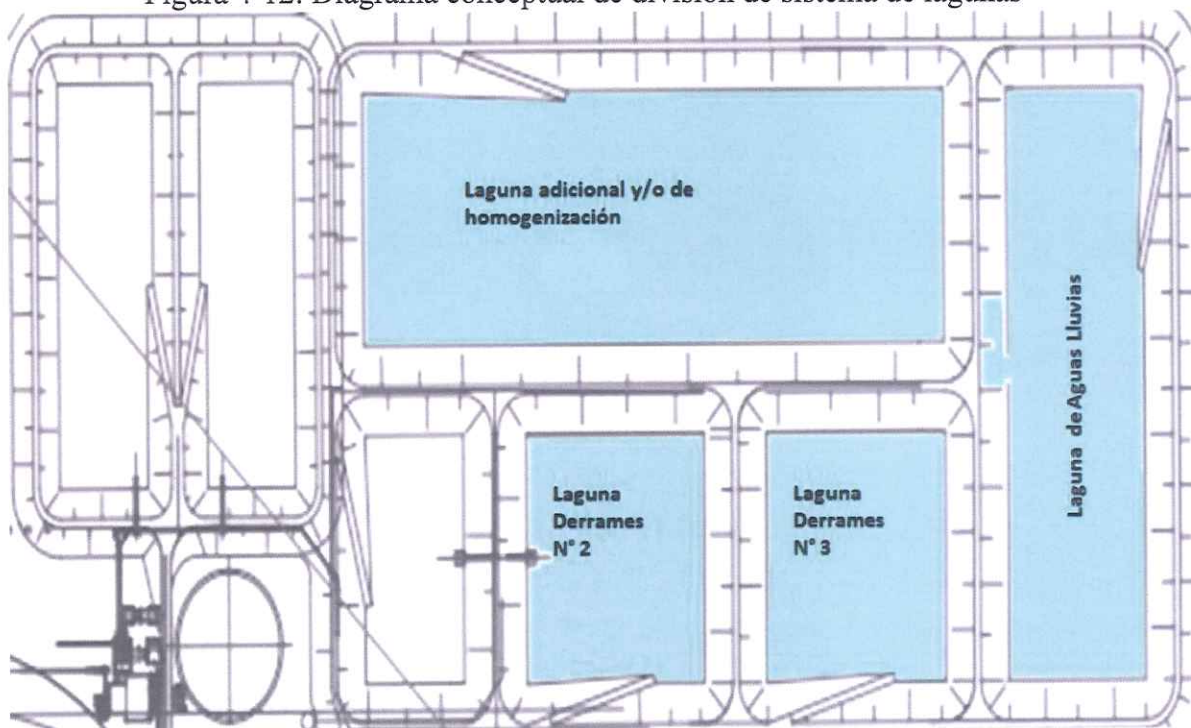 Figura 4-12. Diagrama conceptual de división de sistema de lagunas
Laguna adicional y/o de
homogenización
Laguna de Aguas Lluvias
Laguna
Derrames
N° 2
Laguna
Derrames
N° 3